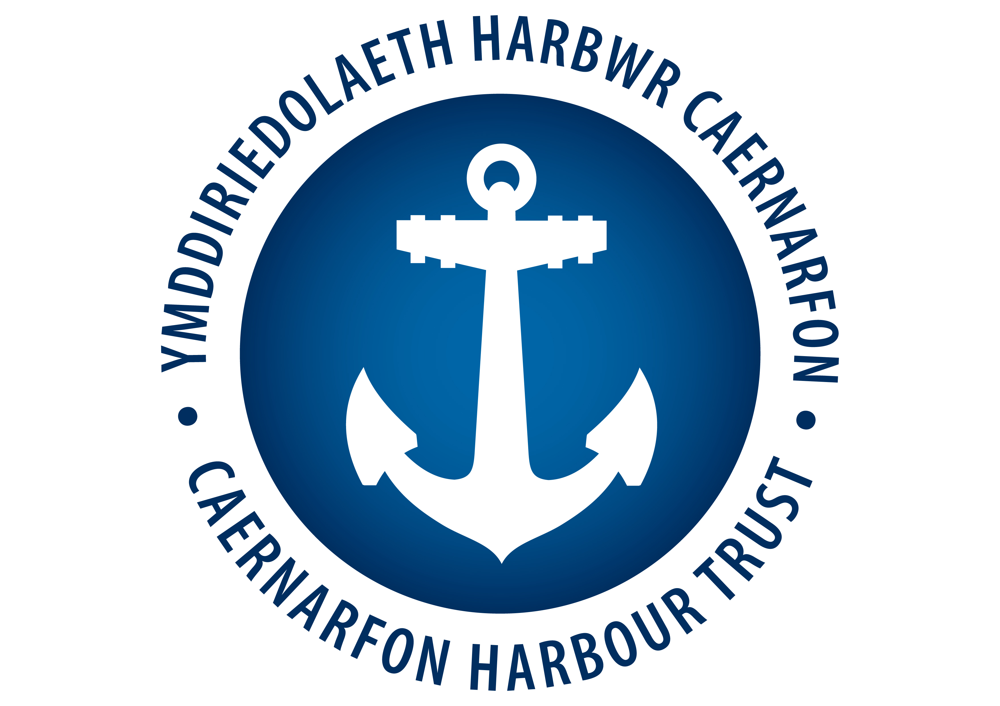 YMDDIRIEDOLAETH HARBWR CAERNARFON
CAERNARFON HARBOUR TRUST